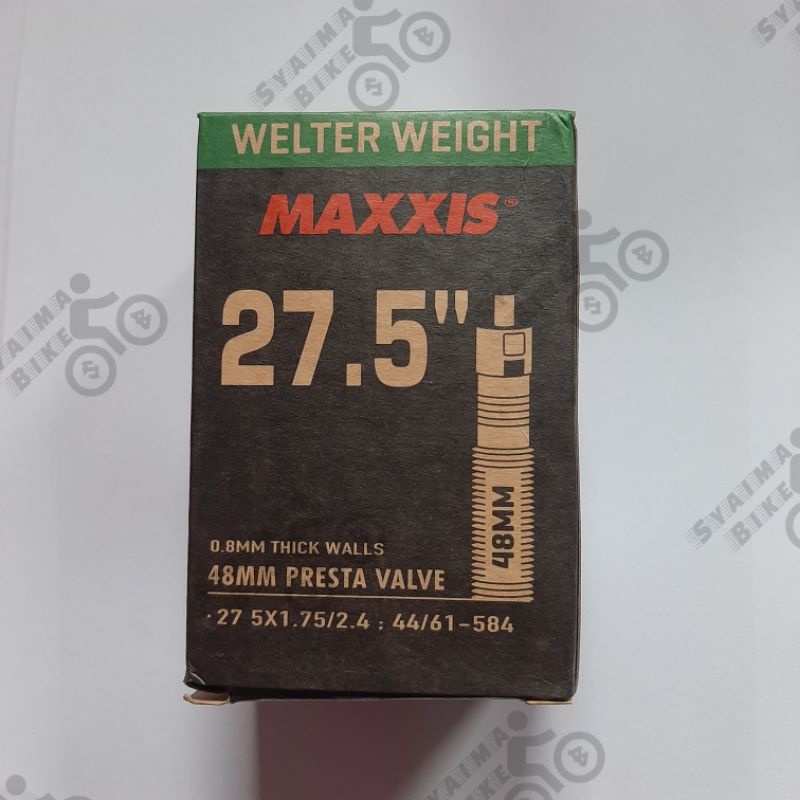 WELTER WEIGHT
MAXXIS®
27.5"
48MM
0.8MM THICK WALLS
48MM PRESTA VALVE
·27 5X1.75/2.4 : 44/61-584
SYAIMA
BIKE
SYAIMA
BIKE
SYAIMA
BIKE
SYAIMA
BIKE